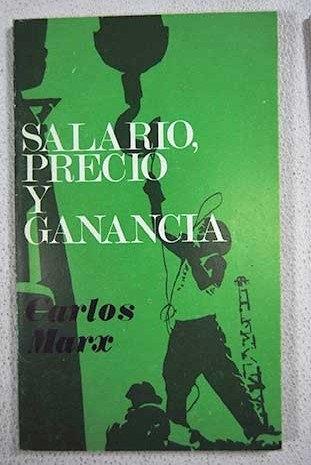 SALARIO,
PRECIO
Y
GANANCIA
Carlos
Marx